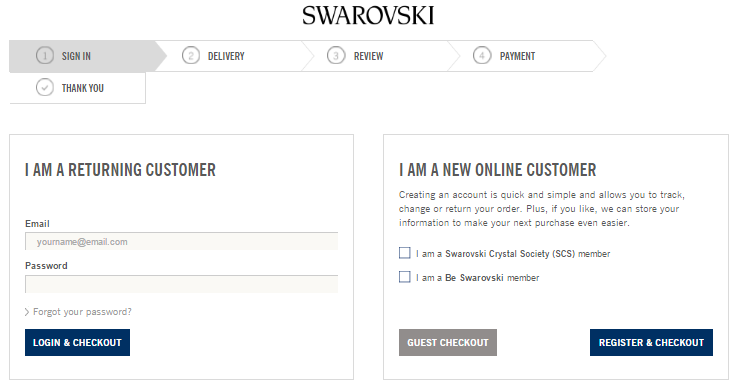 SWAROVSKI
1 SIGN IN
2 DELIVERY
3 REVIEW
4 PAYMENT
THANK YOU
I AM A RETURNING CUSTOMER
Email
yourname@email.com
Password
Forgot your password?
LOGIN & CHECKOUT
I AM A NEW ONLINE CUSTOMER
Creating an account is quick and simple and allows you to track,
change or return your order. Plus, if you like, we can store your
information to make your next purchase even easier.
I am a Swarovski Crystal Society (SCS) member
I am a Be Swarovski member
GUEST CHECKOUT
REGISTER & CHECKOUT